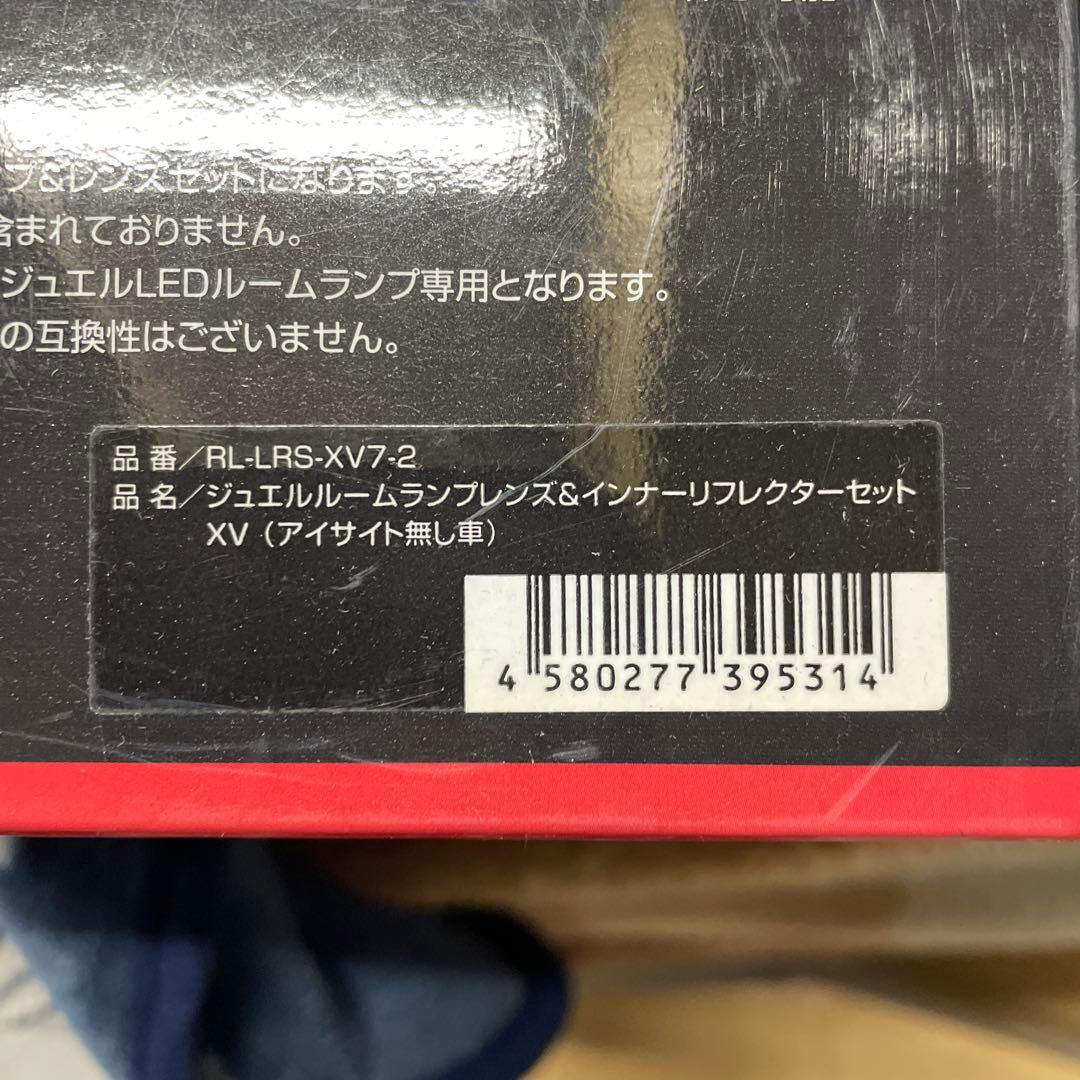 プ&レンズセットになります。
含まれておりません。
ジュエルLEDルームランプ専用となります。
の互換性はございません。
品 番／RL-LRS-XV7-2
品 名／ジュエルルームランプレンズ&インナーリフレクターセット
XV（アイサイト無し車）
4 580277 395314